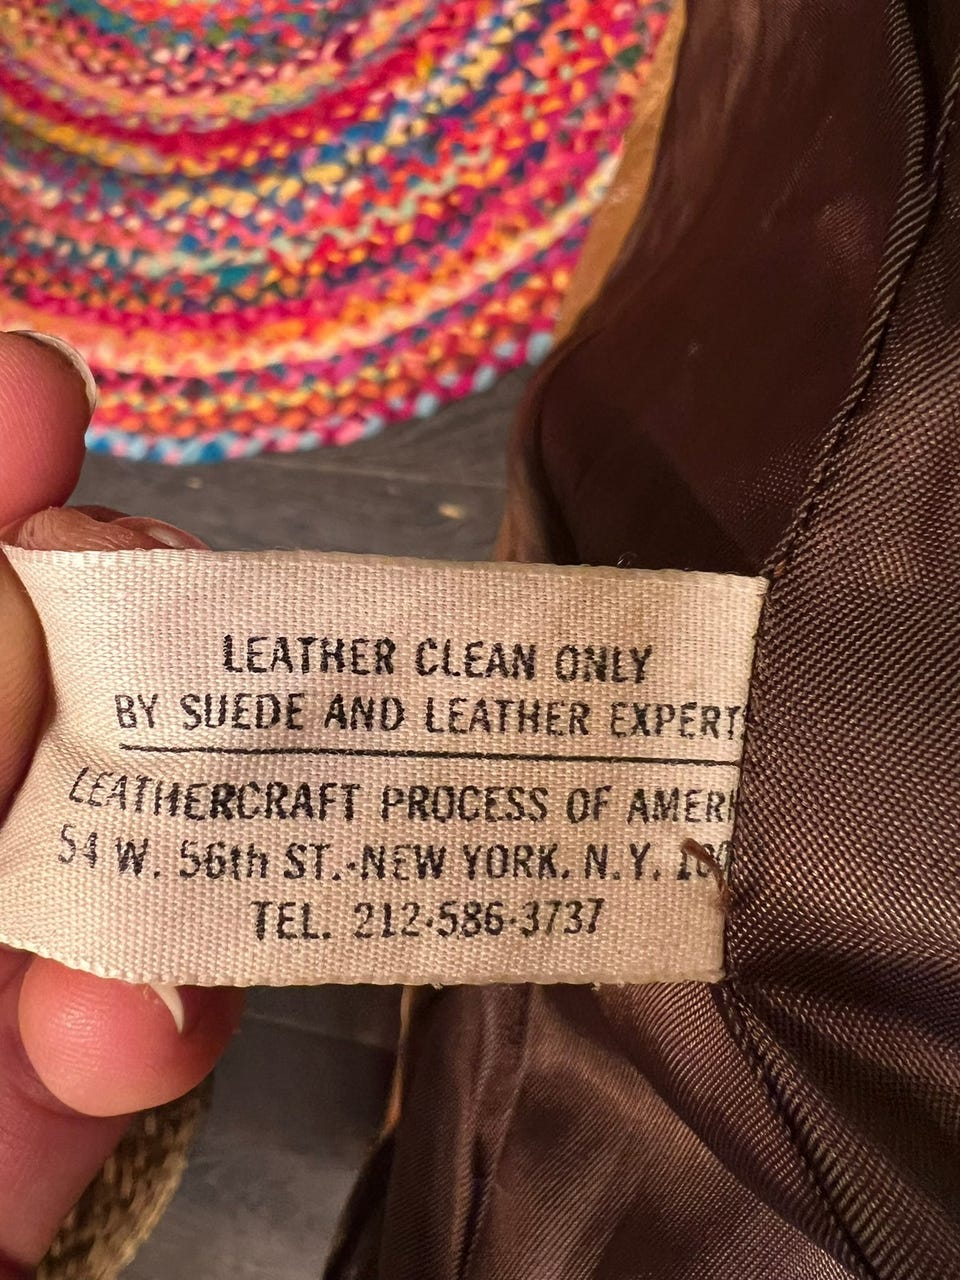 LEATHER CLEAN ONLY
BY SUEDE AND LEATHER EXPERT
LEATHERCRAFT PROCESS OF AMER
54 W. 56th ST.-NEW YORK. N.Y. 100
TEL. 212-586-3737